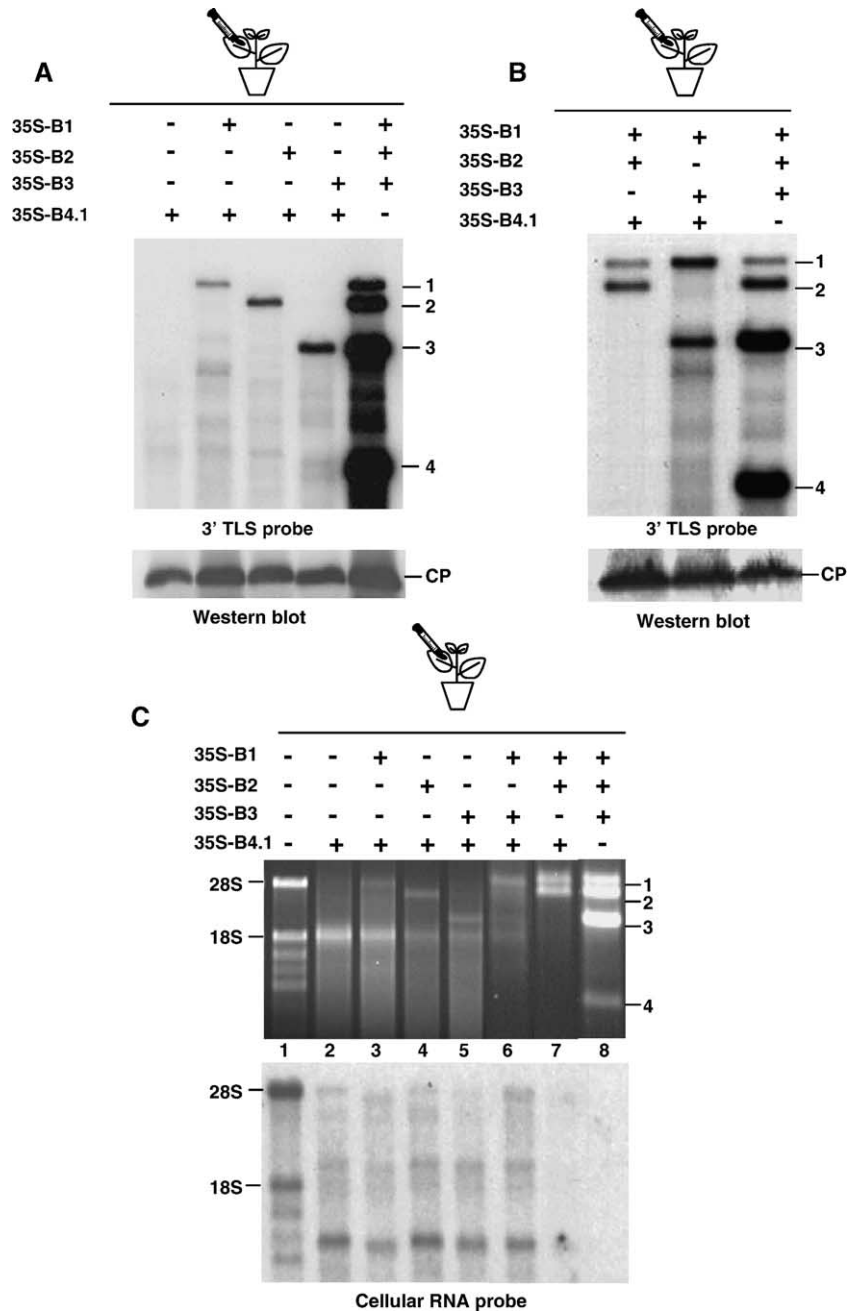 A
35S-B1 - + - - +
35S-B2 - - + - +
35S-B3 - - - + +
35S-B4.1 + + + + -
1
2
3
4
3' TLS probe
CP
Western blot
B
35S-B1 + + +
35S-B2 + - +
35S-B3 - + +
35S-B4.1 + + -
1
2
3
4
3' TLS probe
CP
Western blot
C
35S-B1 - - + - - + + +
35S-B2 - - - + - - + +
35S-B3 - - - - + + - +
35S-B4.1 - + + + + + + -
28S
18S
1
2
3
4
1 2 3 4 5 6 7 8
28S
18S
Cellular RNA probe